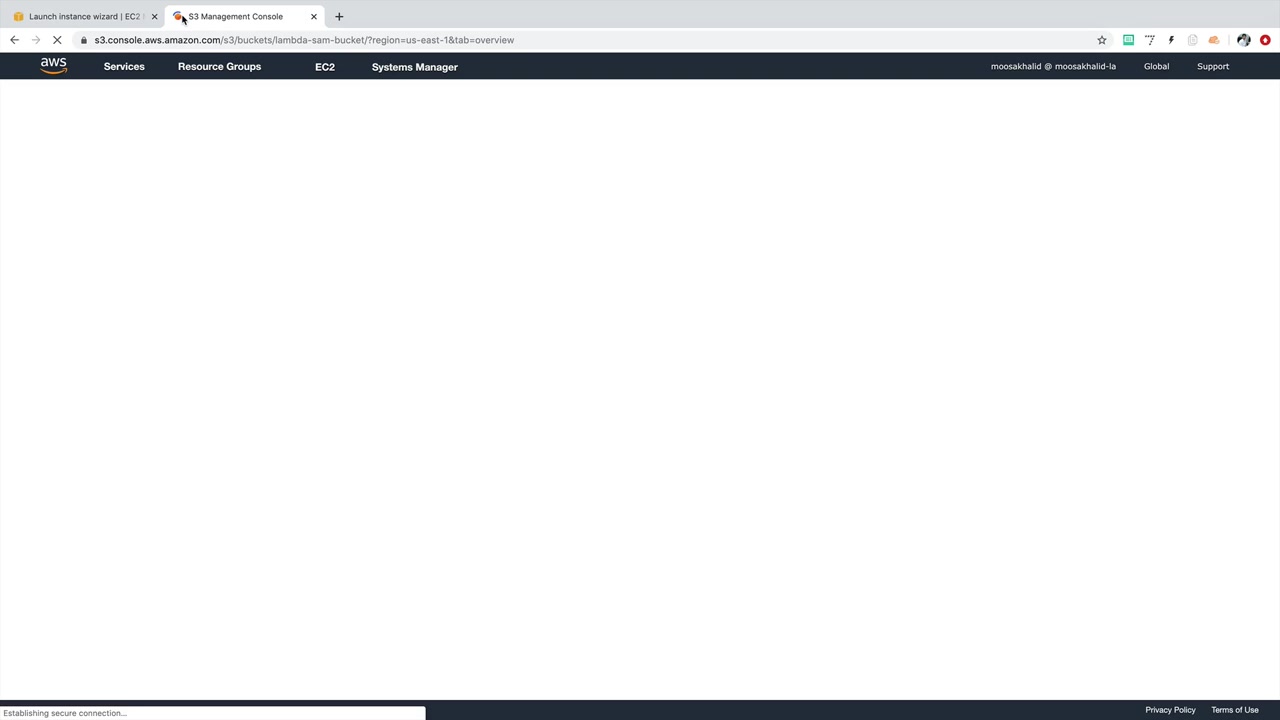 Launch instance wizard | EC2
S3 Management Console
s3.console.aws.amazon.com/s3/buckets/lambda-sam-bucket/?region=us-east-1&tab=overview
aws
Services
Resource Groups
EC2
Systems Manager
moosakhalid @ moosakhalid-la
Global
Support
Establishing secure connection...
Privacy Policy
Terms of Use